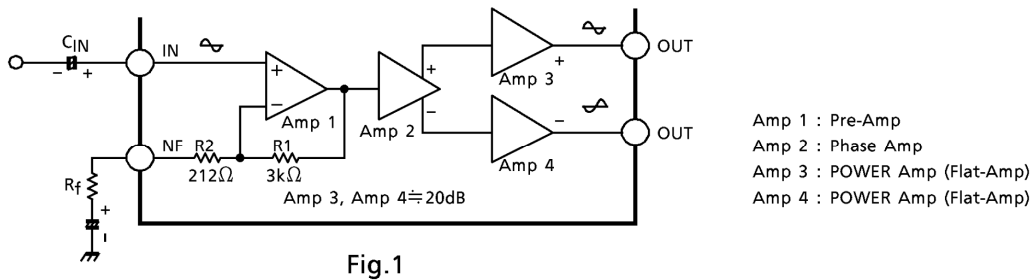 CIN
IN
OUT
Amp 3
Amp 1
Amp 2
NF
R2
R1
212Ω
3kΩ
Amp 4
OUT
Rf
Amp 3, Amp 4≒20dB
Amp 1 : Pre-Amp
Amp 2 : Phase Amp
Amp 3 : POWER Amp (Flat-Amp)
Amp 4 : POWER Amp (Flat-Amp)
Fig.1